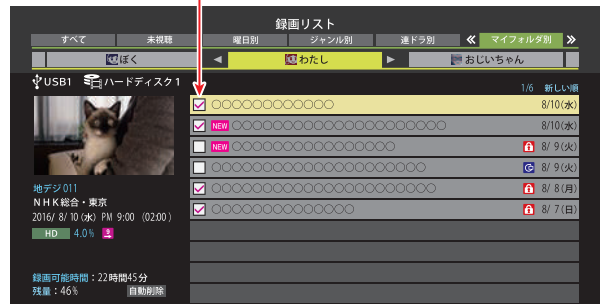 録画リスト
すべて 未視聴 曜日別 ジャンル別 連ドラ別 マイフォルダ別
ぼく わたし おじいちゃん
USB1 ハードディスク1
1/6 新しい順
○○○○○○○○○○○○ 8/10(水)
NEW ○○○○○○○○○○○○○○○○○○○○○ 8/10(水)
NEW ○○○○○○○○○○○○○○○○ 8/ 9(火)
○○○○○○○○○○○○○○○○○○○○○ 8/ 9(火)
○○○○○○○○○○○○○○○○○○○○○○ 8/ 8(月)
○○○○○○○○○○○○○○ 8/ 7(日)
地デジ 011
NHK総合・東京
2016/ 8/10(水) PM 9:00 (02:00)
HD 4.0%
録画可能時間：22時間45分
残量：46% 自動削除